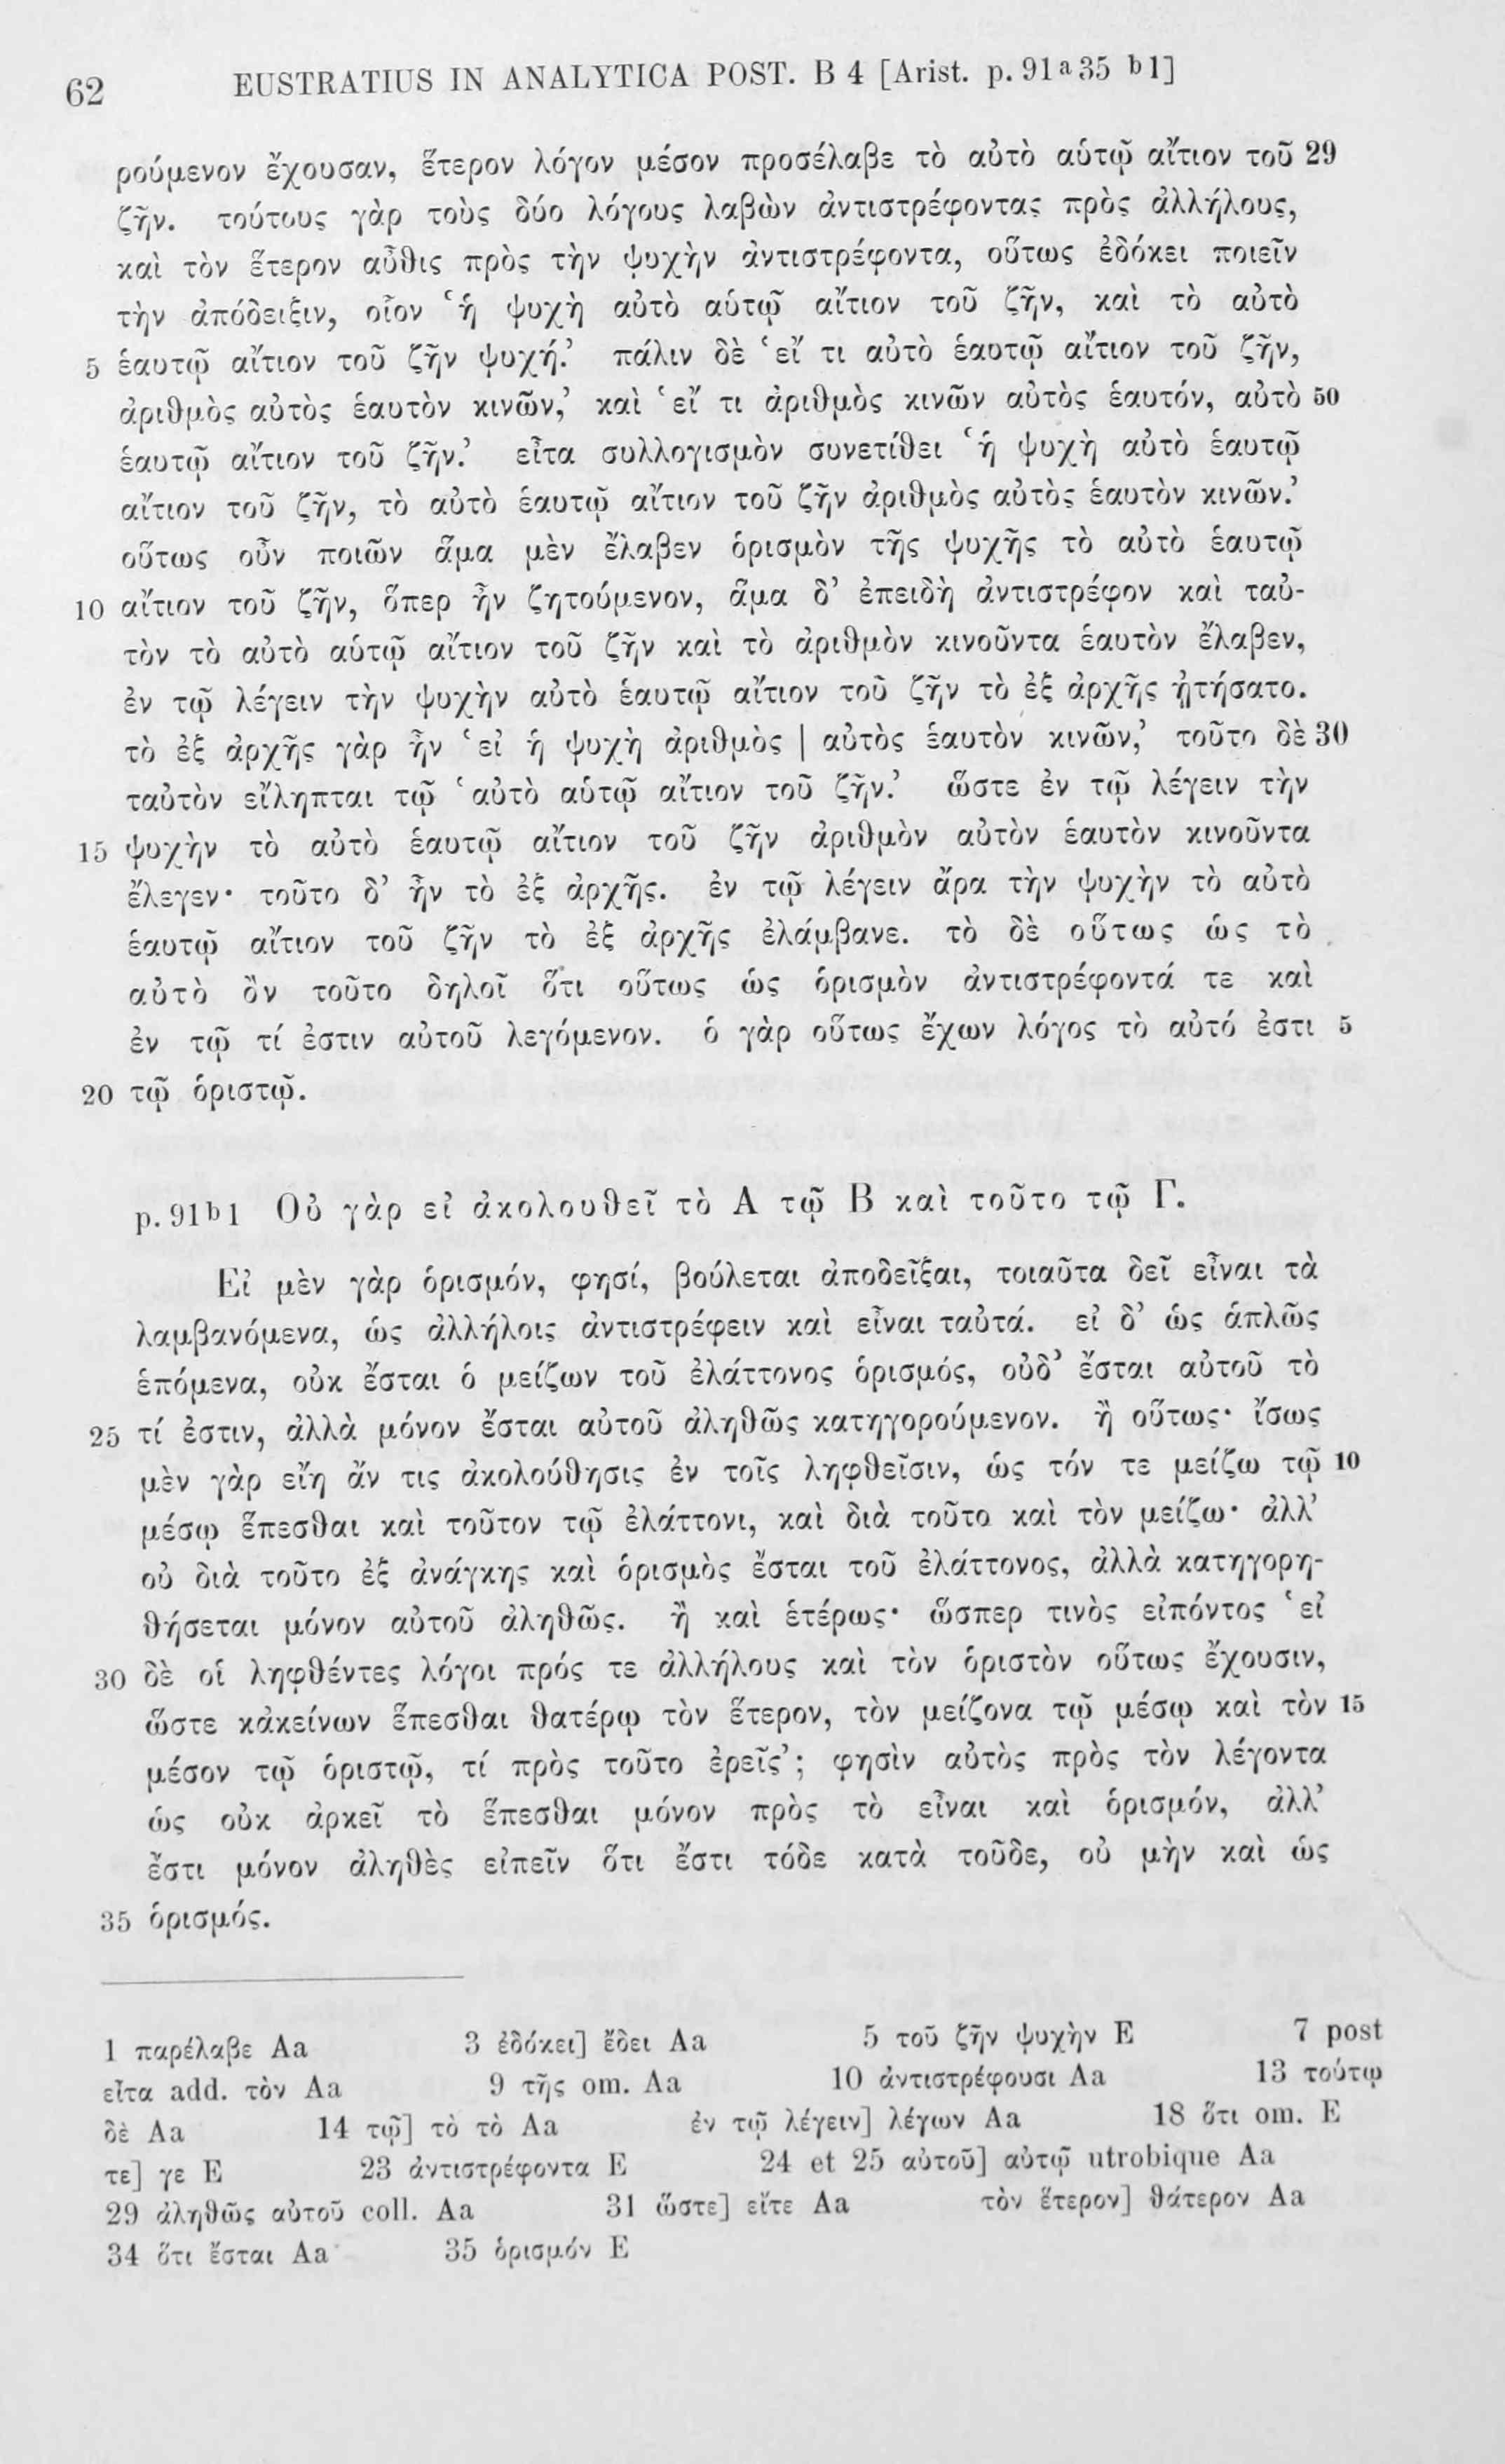 62 EUSTRATIUS IN ANALYTICA POST. B 4 [Arist. p. 91a35 b1]
ρούμενον ἔχουσαν, ἕτερον λόγον μέσον προσέλαβε τὸ αὐτὸ αὑτῷ αἴτιον τοῦ 29
ζῆν. τούτους γὰρ τοὺς δύο λόγους λαβὼν ἀντιστρέφοντας πρὸς ἀλλήλους,
καὶ τὸν ἕτερον αὖθις πρὸς τὴν ψυχὴν ἀντιστρέφοντα, οὕτως ἐδόκει ποιεῖν
τὴν ἀπόδειξιν, οἷον ‘ἡ ψυχὴ αὐτὸ αὑτῷ αἴτιον τοῦ ζῆν, καὶ τὸ αὐτὸ
5 ἑαυτῷ αἴτιον τοῦ ζῆν ψυχή.’ πάλιν δὲ ‘εἴ τι αὐτὸ ἑαυτῷ αἴτιον τοῦ ζῆν,
ἀριθμὸς αὐτὸς ἑαυτὸν κινῶν,’ καὶ ‘εἴ τι ἀριθμὸς κινῶν αὐτὸς ἑαυτόν, αὐτὸ 50
ἑαυτῷ αἴτιον τοῦ ζῆν.’ εἶτα συλλογισμὸν συνετίθει ‘ἡ ψυχὴ αὐτὸ ἑαυτῷ
αἴτιον τοῦ ζῆν, τὸ αὐτὸ ἑαυτῷ αἴτιον τοῦ ζῆν ἀριθμὸς αὐτὸς ἑαυτὸν κινῶν.’
οὕτως οὖν ποιῶν ἅμα μὲν ἔλαβεν ὁρισμὸν τῆς ψυχῆς τὸ αὐτὸ ἑαυτῷ
10 αἴτιον τοῦ ζῆν, ὅπερ ἦν ζητούμενον, ἅμα δ’ ἐπειδὴ ἀντιστρέφον καὶ ταὐ-
τὸν τὸ αὐτὸ αὑτῷ αἴτιον τοῦ ζῆν καὶ τὸ ἀριθμὸν κινοῦντα ἑαυτὸν ἔλαβεν,
ἐν τῷ λέγειν τὴν ψυχὴν αὐτὸ ἑαυτῷ αἴτιον τοῦ ζῆν τὸ ἐξ ἀρχῆς ᾐτήσατο.
τὸ ἐξ ἀρχῆς γὰρ ἦν ‘εἰ ἡ ψυχὴ ἀριθμὸς | αὐτὸς ἑαυτὸν κινῶν,’ τοῦτο δὲ 30
ταὐτὸν εἴληπται τῷ ‘αὐτὸ αὑτῷ αἴτιον τοῦ ζῆν.’ ὥστε ἐν τῷ λέγειν τὴν
15 ψυχὴν τὸ αὐτὸ ἑαυτῷ αἴτιον τοῦ ζῆν ἀριθμὸν αὐτὸν ἑαυτὸν κινοῦντα
ἔλεγεν· τοῦτο δ’ ἦν τὸ ἐξ ἀρχῆς. ἐν τῷ λέγειν ἄρα τὴν ψυχὴν τὸ αὐτὸ
ἑαυτῷ αἴτιον τοῦ ζῆν τὸ ἐξ ἀρχῆς ἐλάμβανε. τὸ δὲ οὕτως ὡς τὸ
αὐτὸ ὂν τοῦτο δηλοῖ ὅτι οὕτως ὡς ὁρισμὸν ἀντιστρέφοντά τε καὶ
ἐν τῷ τί ἐστιν αὐτοῦ λεγόμενον. ὁ γὰρ οὕτως ἔχων λόγος τὸ αὐτό ἐστι 5
20 τῷ ὁριστῷ.
p. 91b1 Οὐ γὰρ εἰ ἀκολουθεῖ τὸ Α τῷ Β καὶ τοῦτο τῷ Γ.
Εἰ μὲν γὰρ ὁρισμόν, φησί, βούλεται ἀποδεῖξαι, τοιαῦτα δεῖ εἶναι τὰ
λαμβανόμενα, ὡς ἀλλήλοις ἀντιστρέφειν καὶ εἶναι ταὐτά. εἰ δ’ ὡς ἁπλῶς
ἑπόμενα, οὐκ ἔσται ὁ μείζων τοῦ ἐλάττονος ὁρισμός, οὐδ’ ἔσται αὐτοῦ τὸ
25 τί ἐστιν, ἀλλὰ μόνον ἔσται αὐτοῦ ἀληθῶς κατηγορούμενον. ἢ οὕτως· ἴσως
μὲν γὰρ εἴη ἄν τις ἀκολούθησις ἐν τοῖς ληφθεῖσιν, ὡς τόν τε μείζω τῷ 10
μέσῳ ἕπεσθαι καὶ τοῦτον τῷ ἐλάττονι, καὶ διὰ τοῦτο καὶ τὸν μείζω· ἀλλ’
οὐ διὰ τοῦτο ἐξ ἀνάγκης καὶ ὁρισμὸς ἔσται τοῦ ἐλάττονος, ἀλλὰ κατηγορη-
θήσεται μόνον αὐτοῦ ἀληθῶς. ἢ καὶ ἑτέρως· ὥσπερ τινὸς εἰπόντος ‘εἰ
30 δὲ οἱ ληφθέντες λόγοι πρός τε ἀλλήλους καὶ τὸν ὁριστὸν οὕτως ἔχουσιν,
ὥστε κἀκείνων ἕπεσθαι θατέρῳ τὸν ἕτερον, τὸν μείζονα τῷ μέσῳ καὶ τὸν 15
μέσον τῷ ὁριστῷ, τί πρὸς τοῦτο ἐρεῖς’; φησὶν αὐτὸς πρὸς τὸν λέγοντα
ὡς οὐκ ἀρκεῖ τὸ ἕπεσθαι μόνον πρὸς τὸ εἶναι καὶ ὁρισμόν, ἀλλ’
ἔστι μόνον ἀληθὲς εἰπεῖν ὅτι ἔστι τόδε κατὰ τοῦδε, οὐ μὴν καὶ ὡς
35 ὁρισμός.
1 παρέλαβε Aa 3 ἐδόκει] ἔδει Aa 5 τοῦ ζῆν ψυχὴν E 7 post
εἶτα add. τὸν Aa 9 τῆς om. Aa 10 ἀντιστρέφουσι Aa 13 τούτῳ
δὲ Aa 14 τῷ] τὸ τὸ Aa ἐν τῷ λέγειν] λέγων Aa 18 ὅτι om. E
τε] γε E 23 ἀντιστρέφοντα E 24 et 25 αὐτοῦ] αὐτῷ utrobique Aa
29 ἀληθῶς αὐτοῦ coll. Aa 31 ὥστε] εἴτε Aa τὸν ἕτερον] θάτερον Aa
34 ὅτι ἔσται Aa 35 ὁρισμόν E